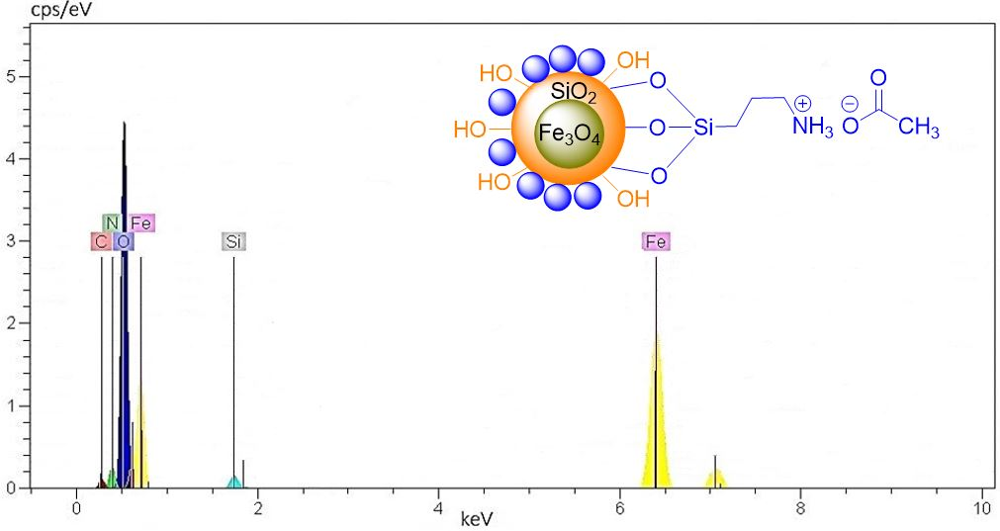 cps/eV
5
4
3
2
1
0
N Fe
C O
Si
Fe
0 2 4 6 8 10
keV
HO OH
SiO2
HO Fe3O4
HO OH
O
O Si
O
⊕
NH3
⊖
O
O
CH3